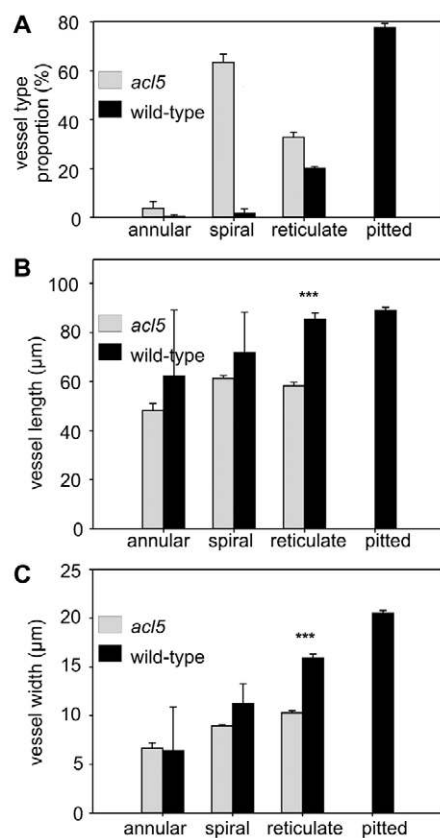 A
80
60
40
20
0
vessel type
proportion (%)
acl5
wild-type
annular spiral reticulate pitted
B
100
80
60
40
20
0
vessel length (µm)
acl5
wild-type
***
annular spiral reticulate pitted
C
25
20
15
10
5
0
vessel width (µm)
acl5
wild-type
***
annular spiral reticulate pitted